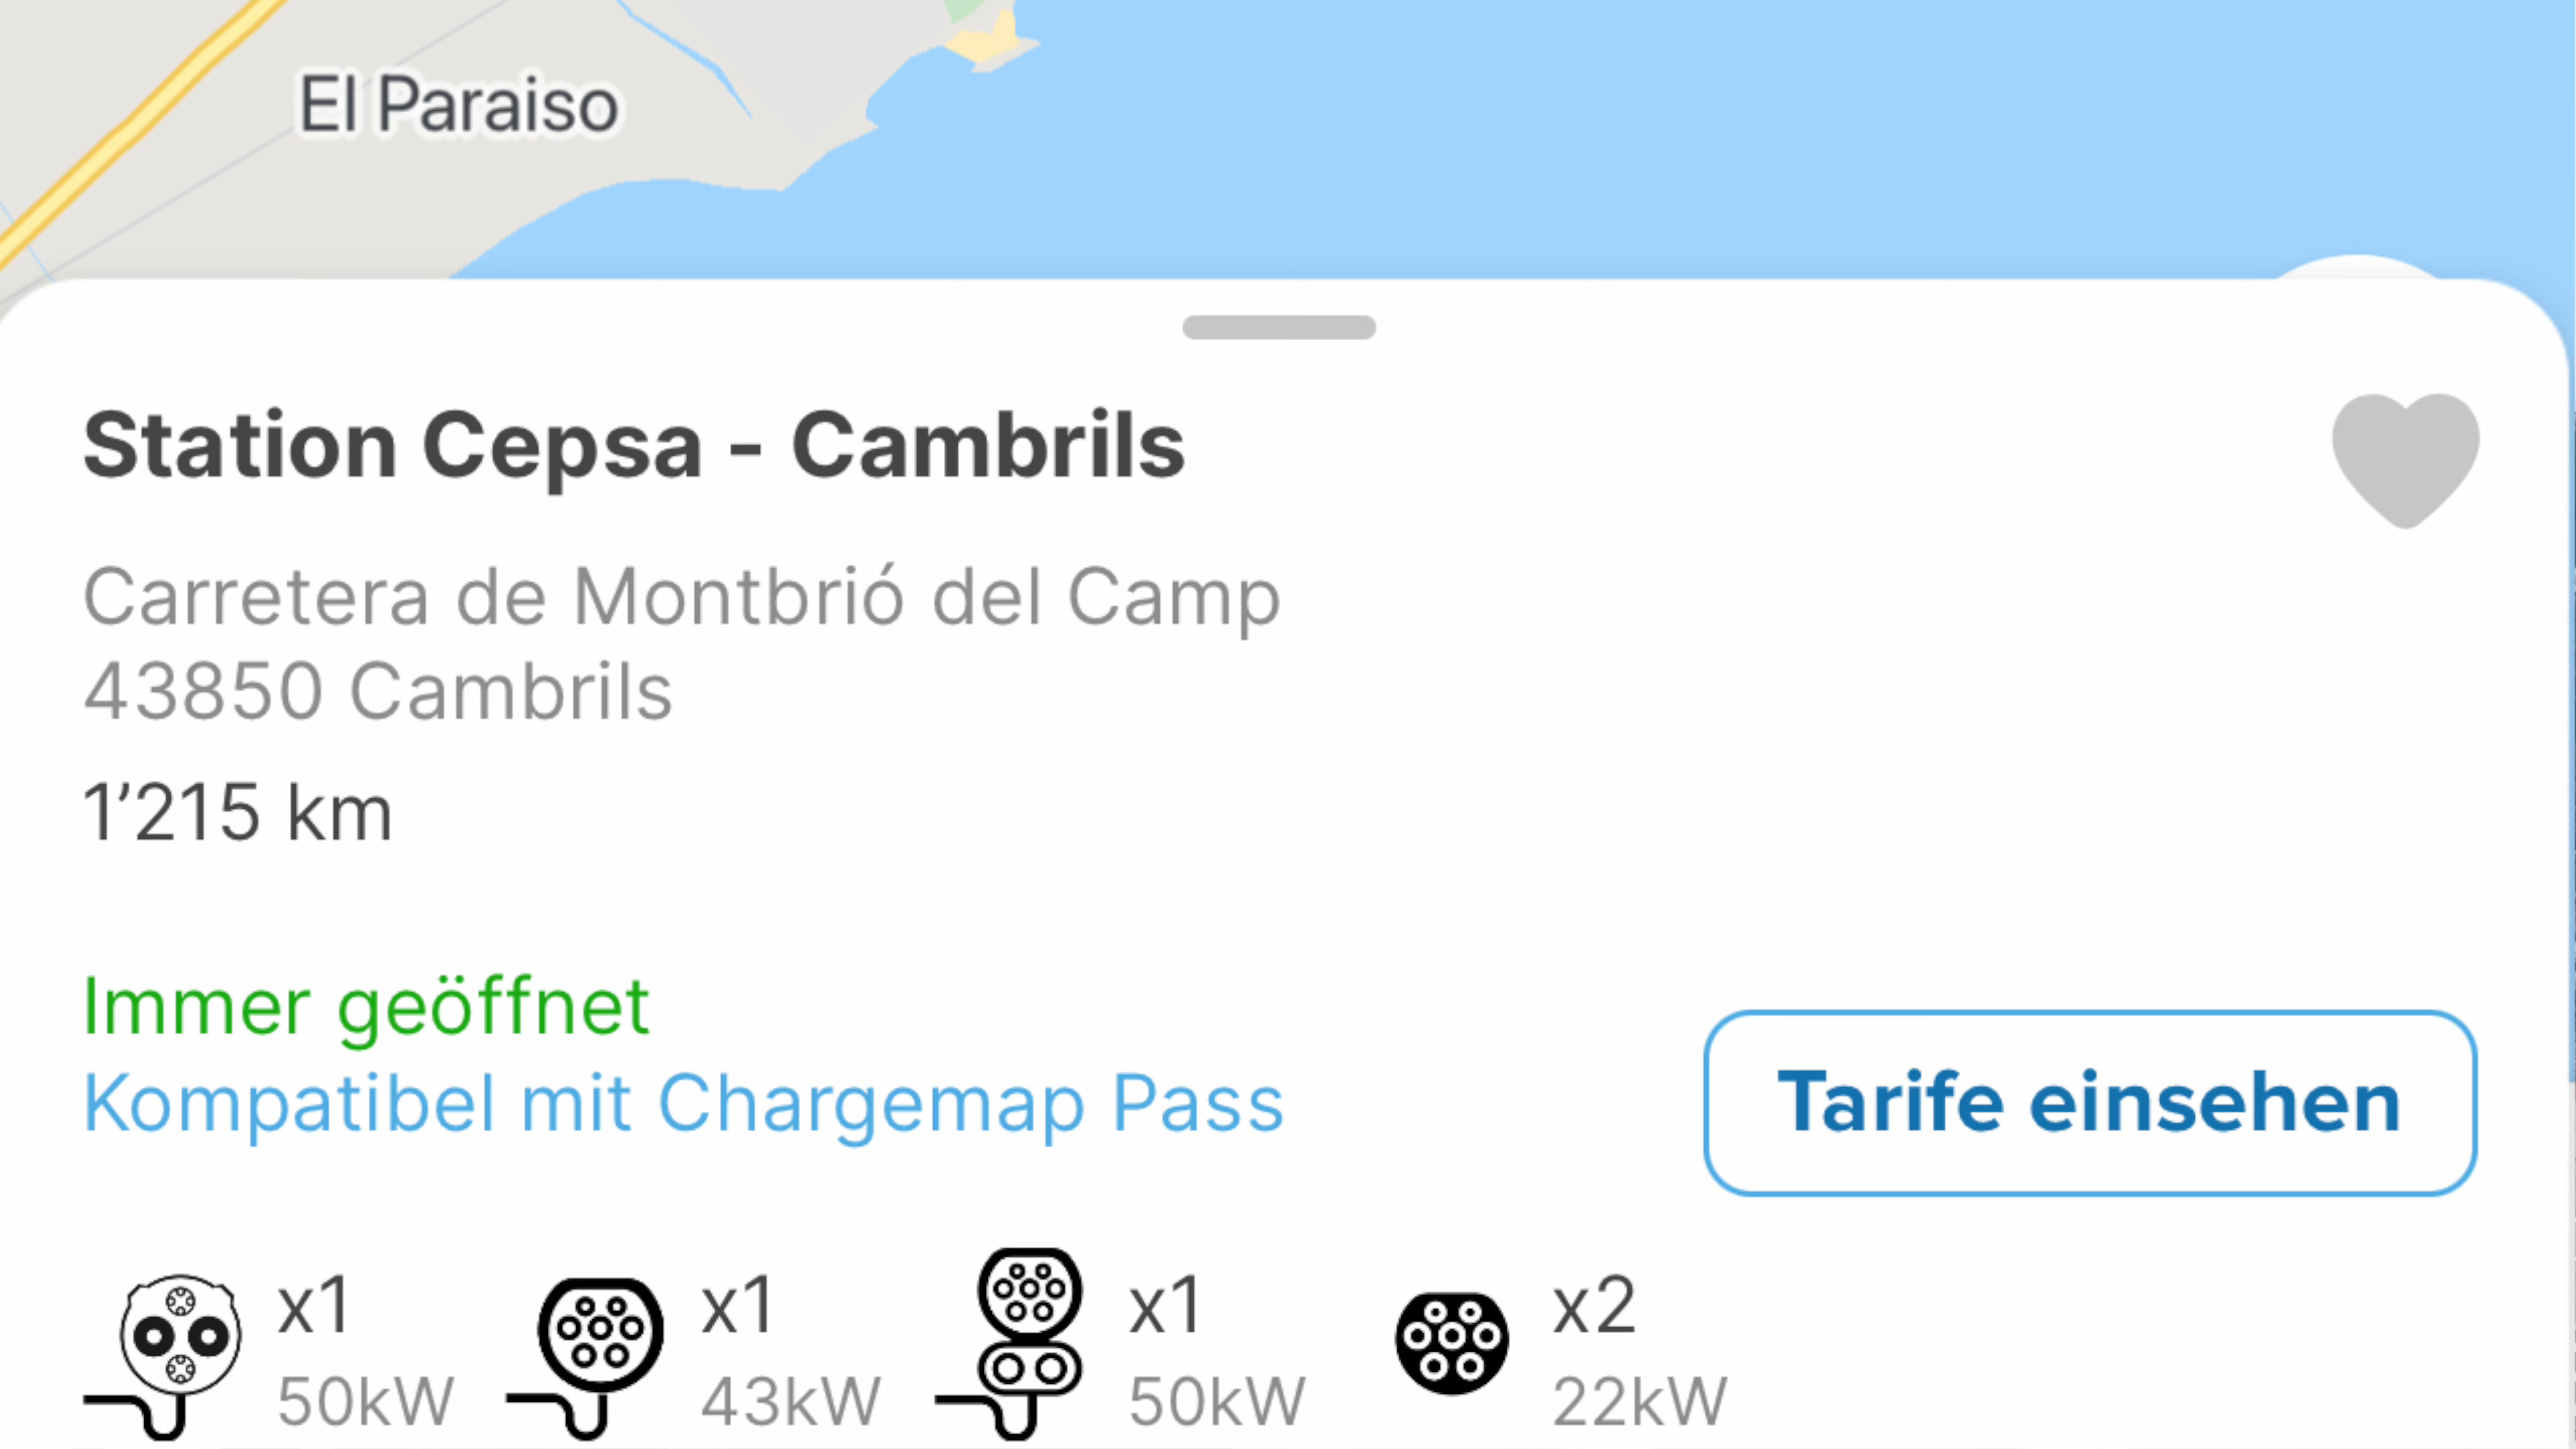 El Paraiso
Station Cepsa - Cambrils
Carretera de Montbrió del Camp
43850 Cambrils
1’215 km
Immer geöffnet
Kompatibel mit Chargemap Pass
Tarife einsehen
x1 x1 x1 x2
50kW 43kW 50kW 22kW